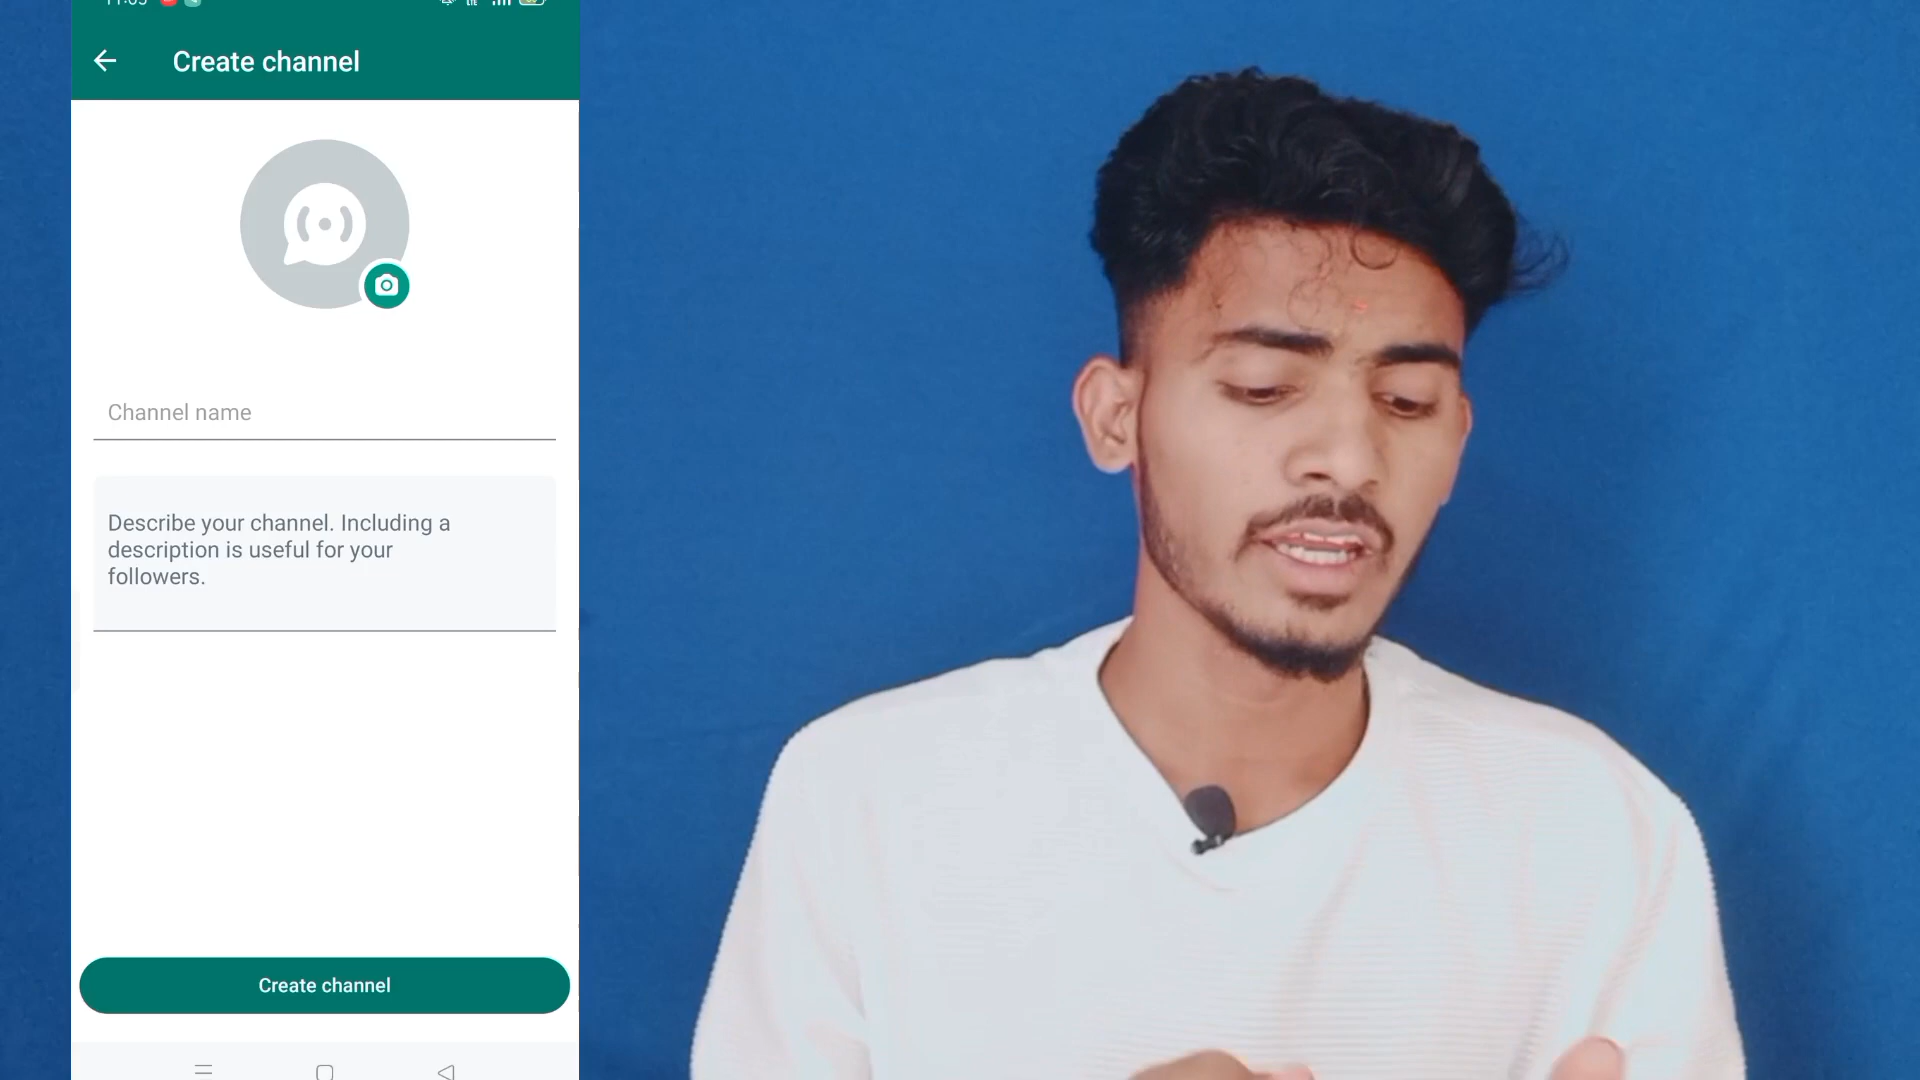 Create channel
Channel name
Describe your channel. Including a
description is useful for your
followers.
Create channel